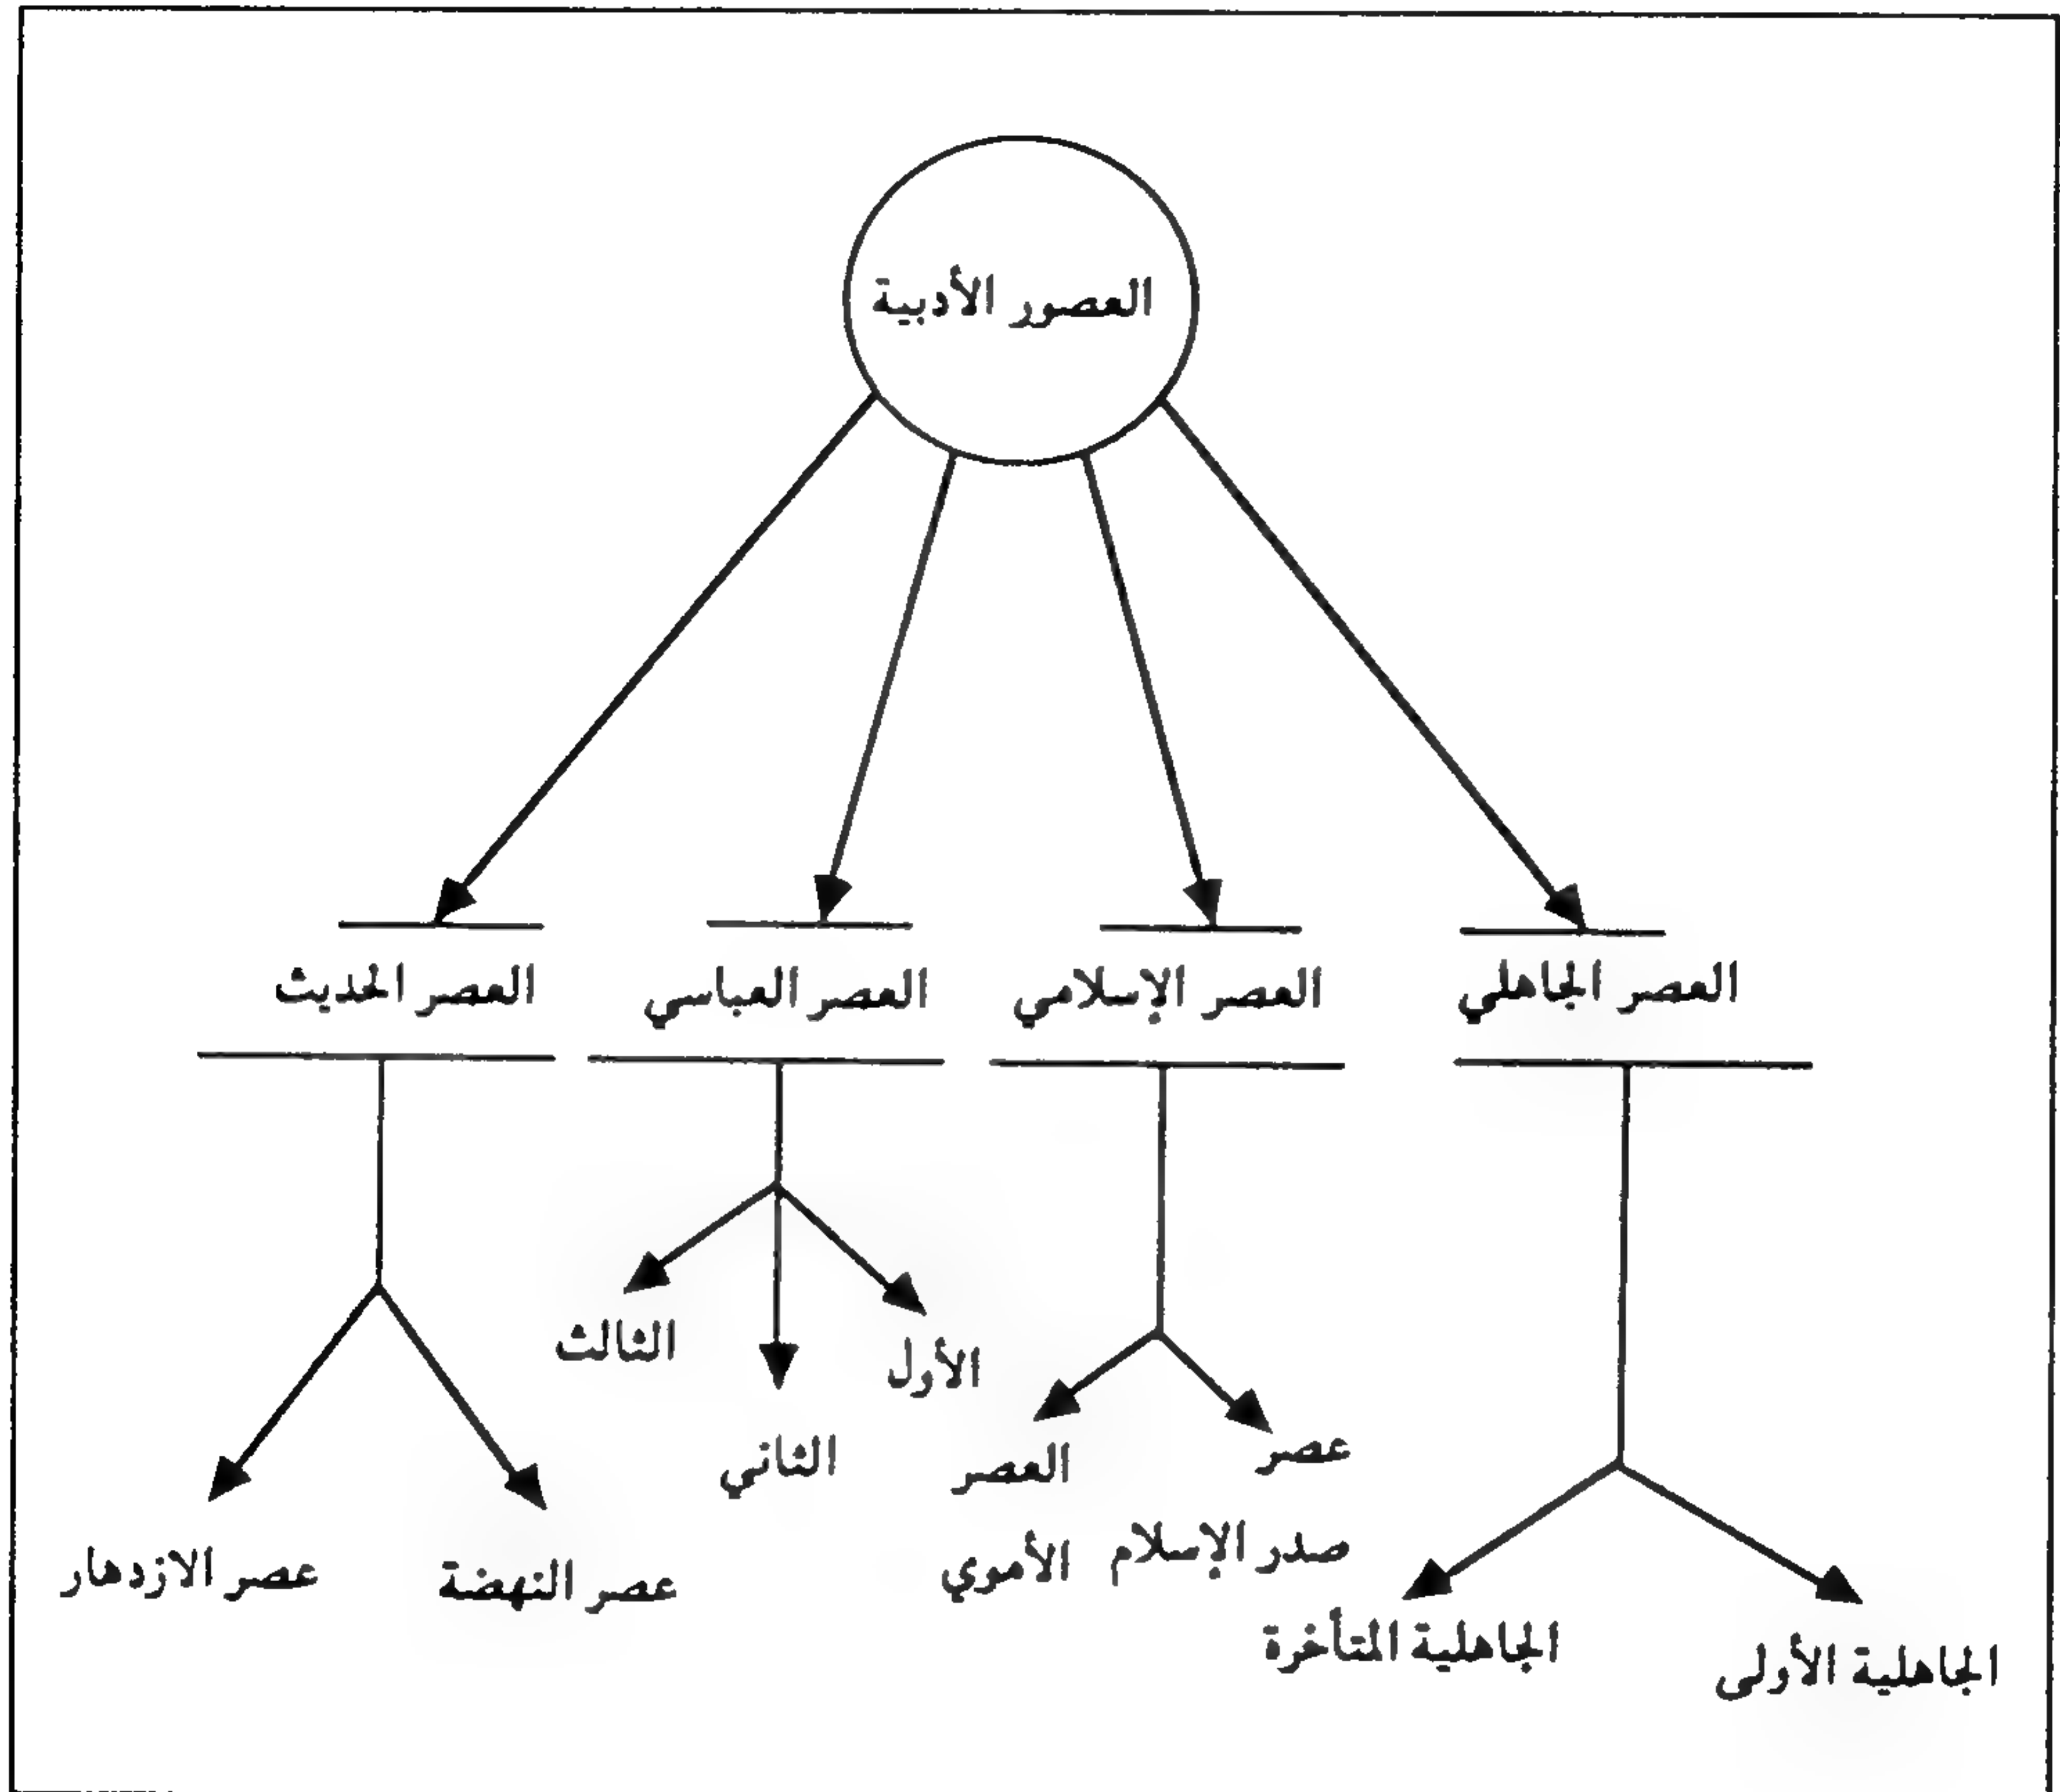 العصور الأدبية
العصر الجاهلي
العصر الإسلامي
العصر العباسي
العصر الحديث
الجاهلية الأولى
الجاهلية المتأخرة
عصر
صدر الإسلام
العصر
الأموي
الأول
الثاني
الثالث
عصر النهضة
عصر الازدهار